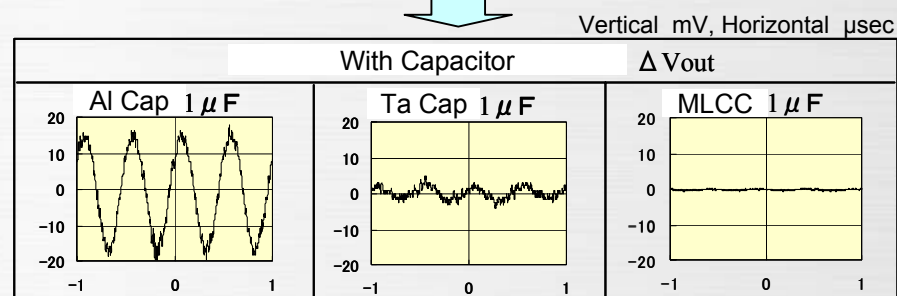 Vertical mV, Horizontal μsec
With Capacitor ΔVout
Al Cap 1μF
20
10
0
-10
-20
-1 0 1
Ta Cap 1μF
20
10
0
-10
-20
-1 0 1
MLCC 1μF
20
10
0
-10
-20
-1 0 1